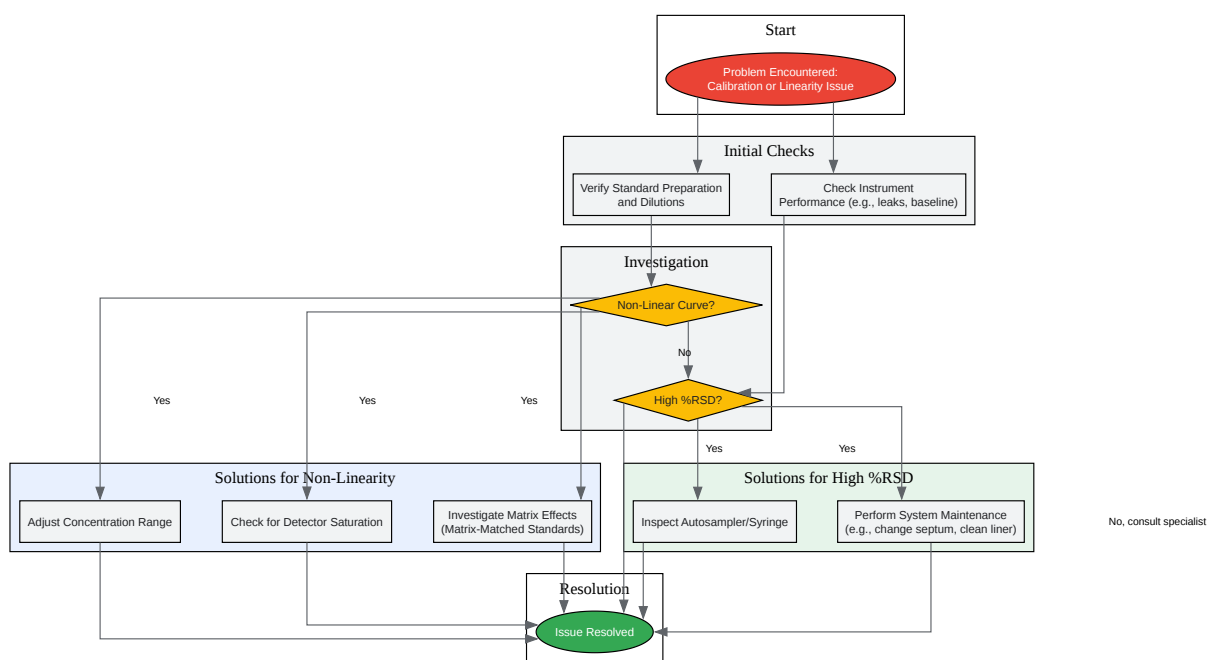 Start
Problem Encountered:
Calibration or Linearity Issue
Initial Checks
Verify Standard Preparation
and Dilutions
Check Instrument
Performance (e.g., leaks, baseline)
Investigation
Non-Linear Curve?
No
High %RSD?
Yes
Yes
Yes
Yes
Yes
Solutions for Non-Linearity
Adjust Concentration Range
Check for Detector Saturation
Investigate Matrix Effects
(Matrix-Matched Standards)
Solutions for High %RSD
Inspect Autosampler/Syringe
Perform System Maintenance
(e.g., change septum, clean liner)
No, consult specialist
Resolution
Issue Resolved